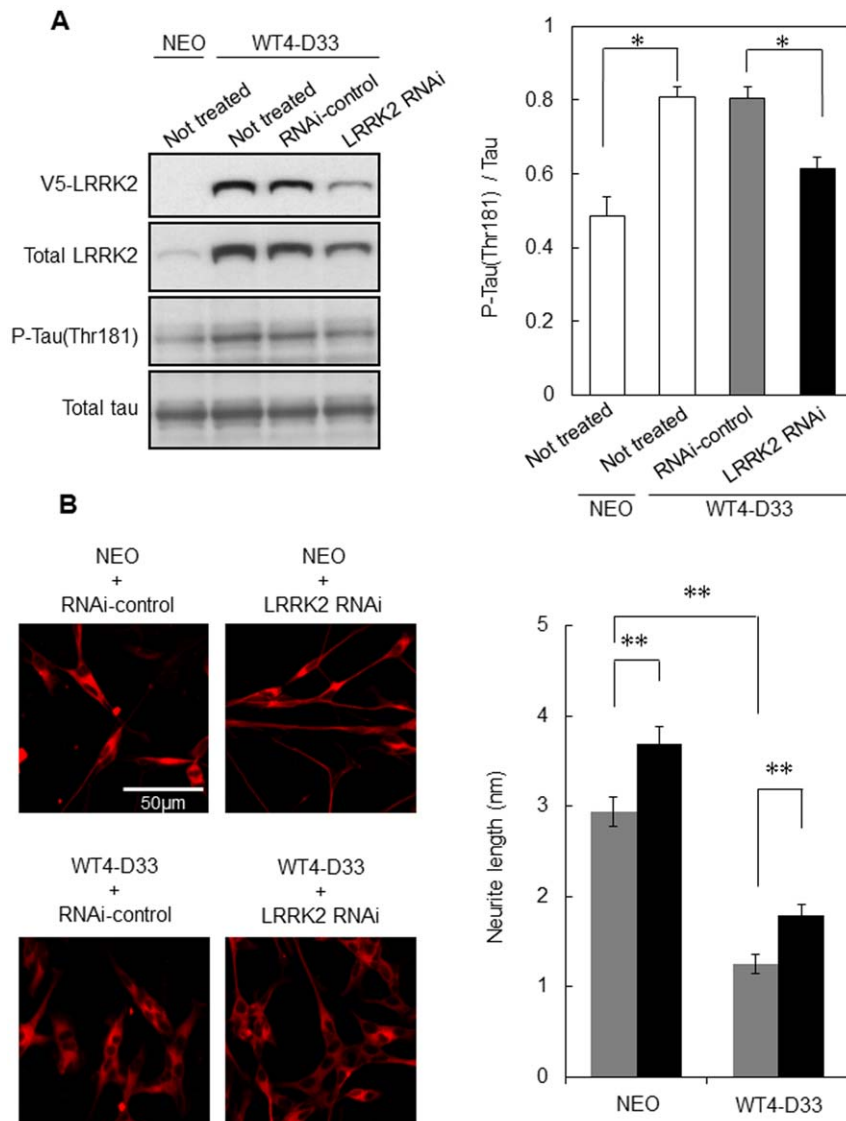 A
NEO
WT4-D33
Not treated
Not treated
RNAi-control
LRRK2 RNAi
V5-LRRK2
Total LRRK2
P-Tau(Thr181)
Total tau
P-Tau(Thr181) / Tau
1
0.8
0.6
0.4
0.2
0
*
*
Not treated
Not treated
RNAi-control
LRRK2 RNAi
NEO
WT4-D33
B
NEO
+
RNAi-control
NEO
+
LRRK2 RNAi
50μm
WT4-D33
+
RNAi-control
WT4-D33
+
LRRK2 RNAi
Neurite length (nm)
5
4
3
2
1
0
**
**
**
NEO
WT4-D33